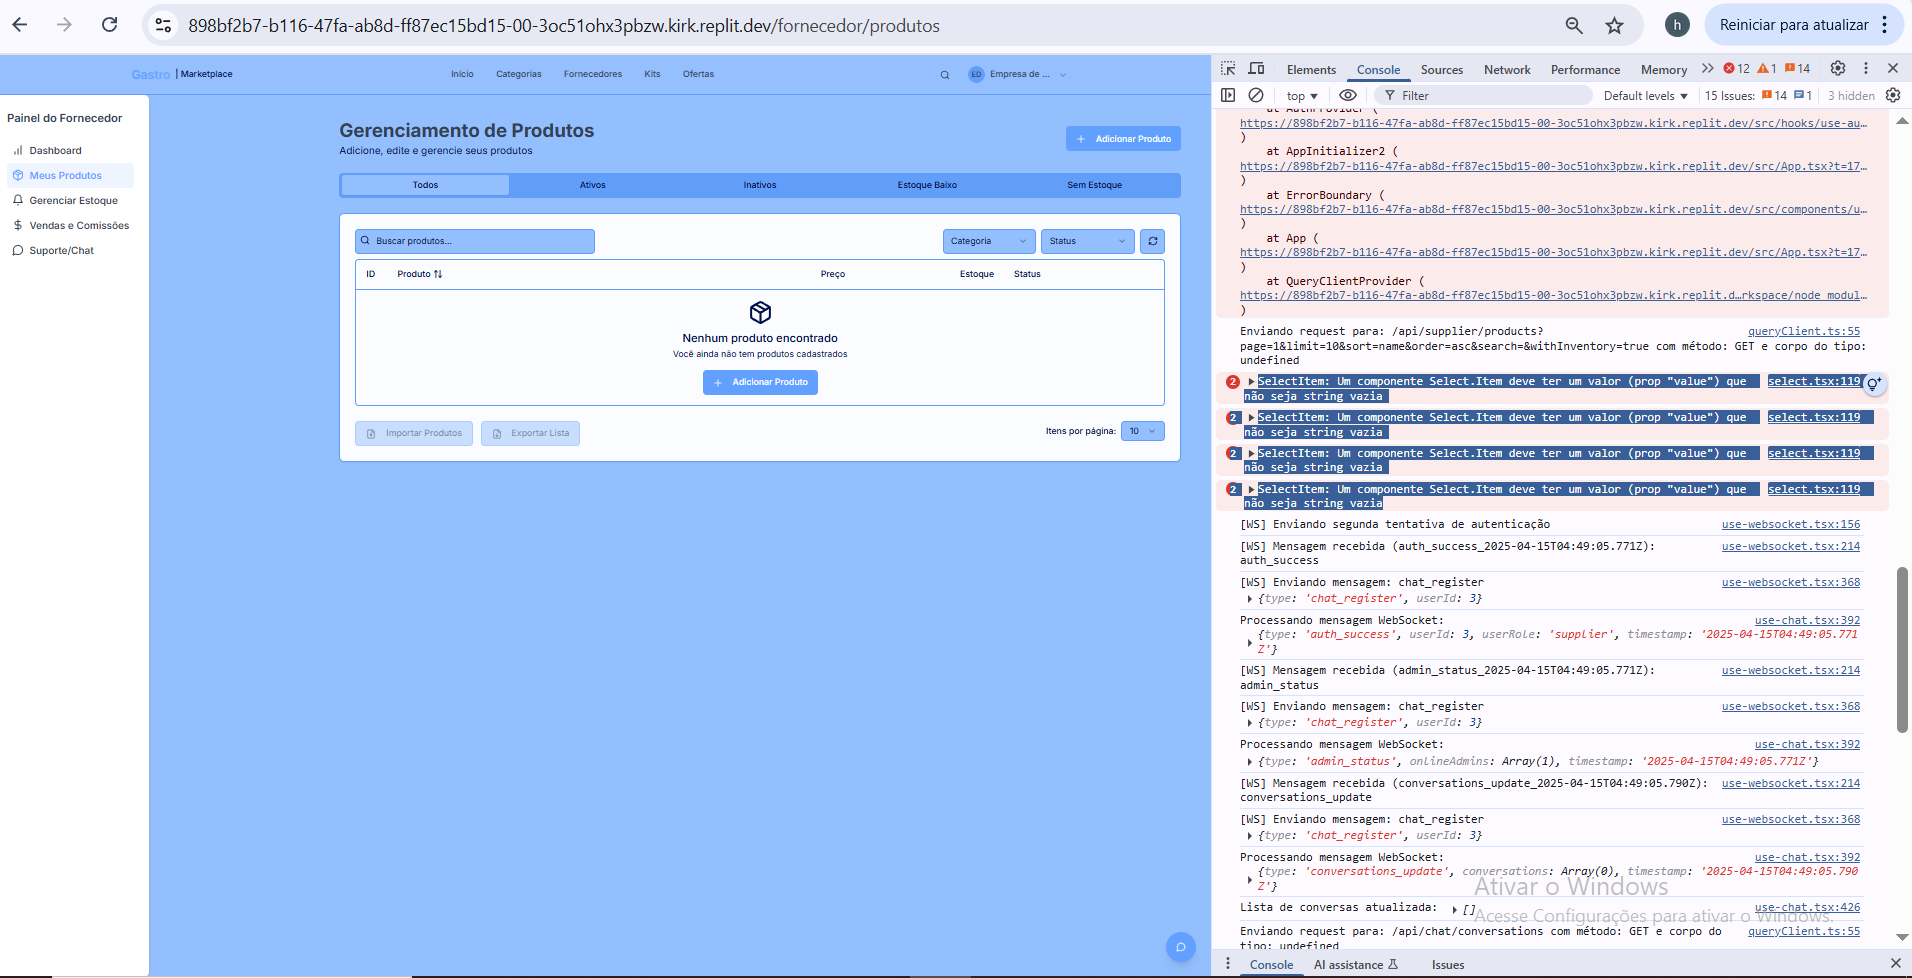 898bf2b7-b116-47fa-ab8d-ff87ec15bd15-00-3oc51ohx3pbzw.kirk.replit.dev/fornecedor/produtos
h
Reiniciar para atualizar
Gastro | Marketplace
Início
Categorias
Fornecedores
Kits
Ofertas
ED
Empresa de ...
Painel do Fornecedor
Dashboard
Meus Produtos
Gerenciar Estoque
Vendas e Comissões
Suporte/Chat
Gerenciamento de Produtos
Adicione, edite e gerencie seus produtos
Adicionar Produto
Todos
Ativos
Inativos
Estoque Baixo
Sem Estoque
Buscar produtos...
Categoria
Status
ID
Produto
Preço
Estoque
Status
Nenhum produto encontrado
Você ainda não tem produtos cadastrados
Adicionar Produto
Importar Produtos
Exportar Lista
Itens por página:
10
Elements
Console
Sources
Network
Performance
Memory
12
1
14
top
Filter
Default levels
15 Issues:
14
1
3 hidden
at AuthProvider (
https://898bf2b7-b116-47fa-ab8d-ff87ec15bd15-00-3oc51ohx3pbzw.kirk.replit.dev/src/hooks/use-au…
)
at AppInitializer2 (
https://898bf2b7-b116-47fa-ab8d-ff87ec15bd15-00-3oc51ohx3pbzw.kirk.replit.dev/src/App.tsx?t=17…
)
at ErrorBoundary (
https://898bf2b7-b116-47fa-ab8d-ff87ec15bd15-00-3oc51ohx3pbzw.kirk.replit.dev/src/components/u…
)
at App (
https://898bf2b7-b116-47fa-ab8d-ff87ec15bd15-00-3oc51ohx3pbzw.kirk.replit.dev/src/App.tsx?t=17…
)
at QueryClientProvider (
https://898bf2b7-b116-47fa-ab8d-ff87ec15bd15-00-3oc51ohx3pbzw.kirk.replit.d…rkspace/node_modul…
)
Enviando request para: /api/supplier/products? queryClient.ts:55
page=1&limit=10&sort=name&order=asc&search=&withInventory=true com método: GET e corpo do tipo:
undefined
2 SelectItem: Um componente Select.Item deve ter um valor (prop "value") que select.tsx:119
não seja string vazia
2 SelectItem: Um componente Select.Item deve ter um valor (prop "value") que select.tsx:119
não seja string vazia
2 SelectItem: Um componente Select.Item deve ter um valor (prop "value") que select.tsx:119
não seja string vazia
2 SelectItem: Um componente Select.Item deve ter um valor (prop "value") que select.tsx:119
não seja string vazia
[WS] Enviando segunda tentativa de autenticação use-websocket.tsx:156
[WS] Mensagem recebida (auth_success_2025-04-15T04:49:05.771Z): use-websocket.tsx:214
auth_success
[WS] Enviando mensagem: chat_register use-websocket.tsx:368
{type: 'chat_register', userId: 3}
Processando mensagem WebSocket: use-chat.tsx:392
{type: 'auth_success', userId: 3, userRole: 'supplier', timestamp: '2025-04-15T04:49:05.771
Z'}
[WS] Mensagem recebida (admin_status_2025-04-15T04:49:05.771Z): use-websocket.tsx:214
admin_status
[WS] Enviando mensagem: chat_register use-websocket.tsx:368
{type: 'chat_register', userId: 3}
Processando mensagem WebSocket: use-chat.tsx:392
{type: 'admin_status', onlineAdmins: Array(1), timestamp: '2025-04-15T04:49:05.771Z'}
[WS] Mensagem recebida (conversations_update_2025-04-15T04:49:05.790Z): use-websocket.tsx:214
conversations_update
[WS] Enviando mensagem: chat_register use-websocket.tsx:368
{type: 'chat_register', userId: 3}
Processando mensagem WebSocket: use-chat.tsx:392
{type: 'conversations_update', conversations: Array(0), timestamp: '2025-04-15T04:49:05.790
Z'}
Ativar o Windows
Lista de conversas atualizada: [] use-chat.tsx:426
Acesse Configurações para ativar o Windows.
Enviando request para: /api/chat/conversations com método: GET e corpo do queryClient.ts:55
tipo: undefined
Console
AI assistance
Issues